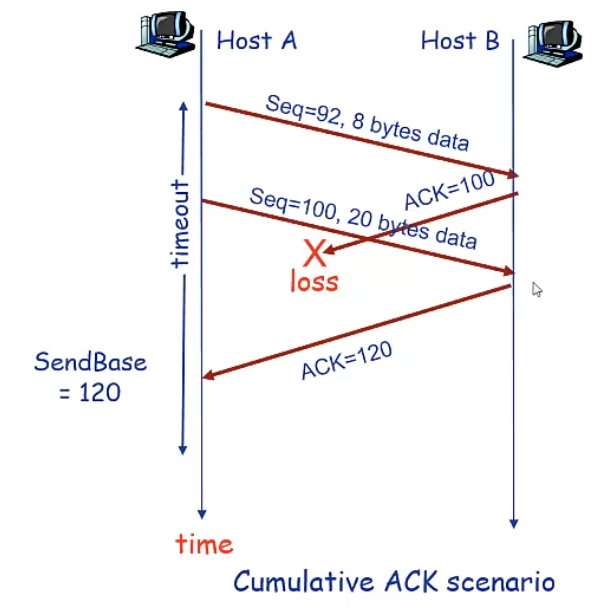 Host A
Host B
Seq=92, 8 bytes data
ACK=100
Seq=100, 20 bytes data
timeout
X
loss
ACK=120
SendBase
= 120
time
Cumulative ACK scenario